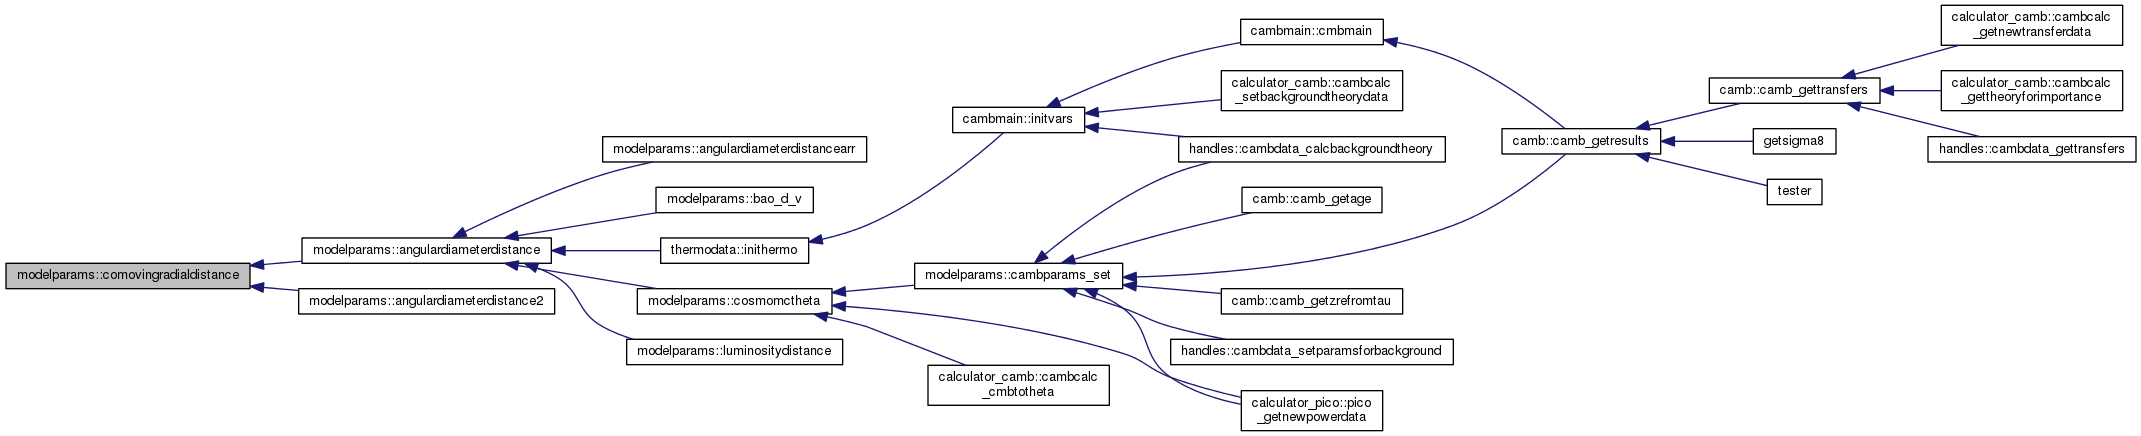 modelparams::comovingradialdistance
modelparams::angulardiameterdistance
modelparams::angulardiameterdistance2
modelparams::angulardiameterdistancearr
modelparams::bao_d_v
thermodata::inithermo
modelparams::cosmomctheta
modelparams::luminositydistance
cambmain::initvars
modelparams::cambparams_set
calculator_camb::cambcalc
_cmbtotheta
cambmain::cmbmain
calculator_camb::cambcalc
_setbackgroundtheorydata
handles::cambdata_calcbackgroundtheory
camb::camb_getage
camb::camb_getzrefromtau
handles::cambdata_setparamsforbackground
calculator_pico::pico
_getnewpowerdata
camb::camb_getresults
camb::camb_gettransfers
getsigma8
tester
calculator_camb::cambcalc
_getnewtransferdata
calculator_camb::cambcalc
_gettheoryforimportance
handles::cambdata_gettransfers